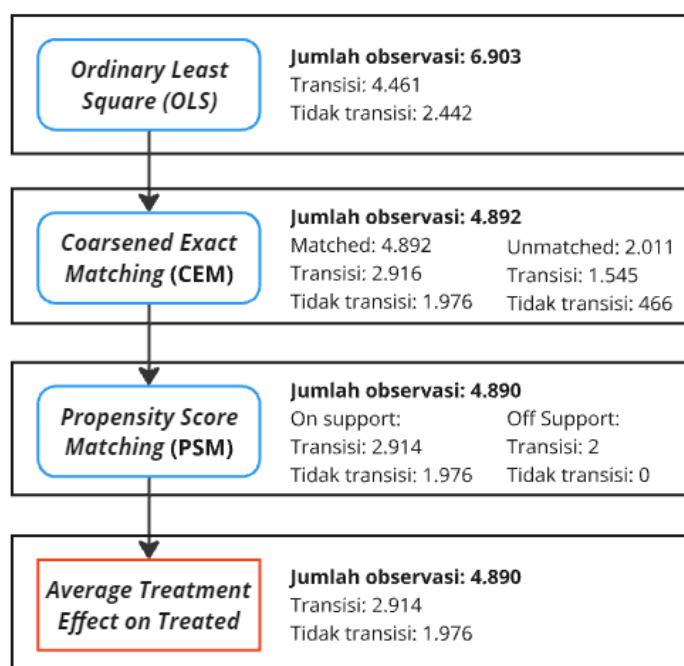 Ordinary Least
Square (OLS)
Jumlah observasi: 6.903
Transisi: 4.461
Tidak transisi: 2.442
Coarsened Exact
Matching (CEM)
Jumlah observasi: 4.892
Matched: 4.892
Transisi: 2.916
Tidak transisi: 1.976
Unmatched: 2.011
Transisi: 1.545
Tidak transisi: 466
Propensity Score
Matching (PSM)
Jumlah observasi: 4.890
On support:
Transisi: 2.914
Tidak transisi: 1.976
Off Support:
Transisi: 2
Tidak transisi: 0
Average Treatment
Effect on Treated
Jumlah observasi: 4.890
Transisi: 2.914
Tidak transisi: 1.976